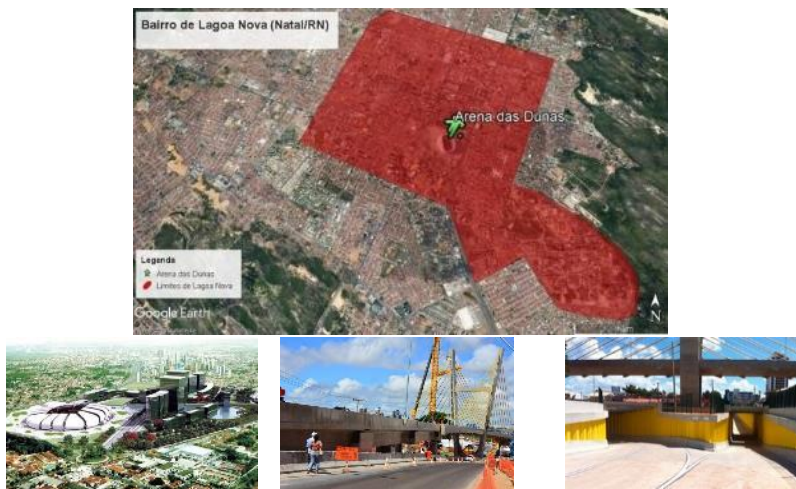 Bairro de Lagoa Nova (Natal/RN)
Arena das Dunas
Legenda
Arena das Dunas
Limites de Lagoa Nova
Google Earth
N